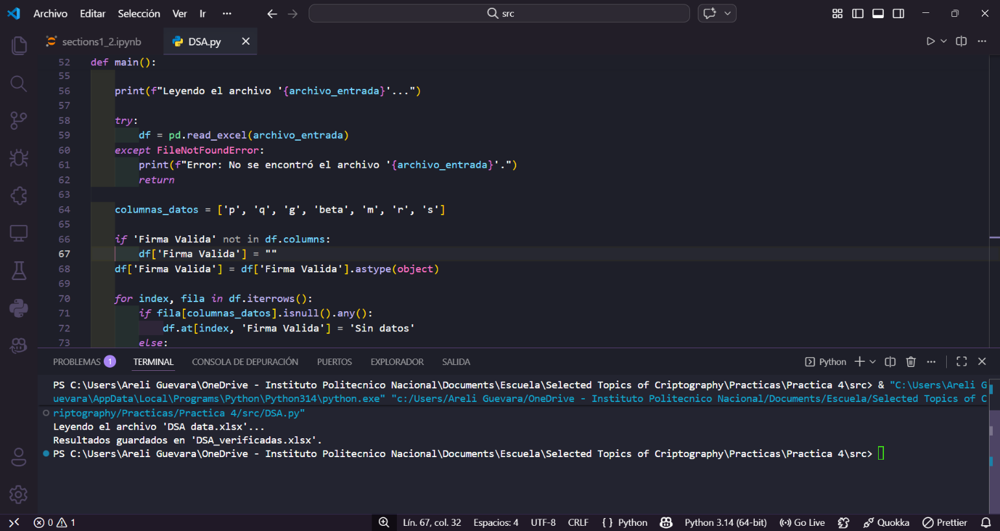 Archivo Editar Selección Ver Ir ··· src
sections1_2.ipynb DSA.py
52 def main():
55
56 print(f"Leyendo el archivo '{archivo_entrada}'...")
57
58 try:
59 df = pd.read_excel(archivo_entrada)
60 except FileNotFoundError:
61 print(f"Error: No se encontró el archivo '{archivo_entrada}'.")
62 return
63
64 columnas_datos = ['p', 'q', 'g', 'beta', 'm', 'r', 's']
65
66 if 'Firma Valida' not in df.columns:
67 df['Firma Valida'] = ""
68 df['Firma Valida'] = df['Firma Valida'].astype(object)
69
70 for index, fila in df.iterrows():
71 if fila[columnas_datos].isnull().any():
72 df.at[index, 'Firma Valida'] = 'Sin datos'
73 else:
PROBLEMAS 1 TERMINAL CONSOLA DE DEPURACIÓN PUERTOS EXPLORADOR SALIDA Python
PS C:\Users\Areli Guevara\OneDrive - Instituto Politecnico Nacional\Documents\Escuela\Selected Topics of Criptography\Practicas\Practica 4\src> & "C:\Users\Areli G
uevara\AppData\Local\Programs\Python\Python314\python.exe" "c:/Users/Areli Guevara/OneDrive - Instituto Politecnico Nacional/Documents/Escuela/Selected Topics of C
riptography/Practicas/Practica 4/src/DSA.py"
Leyendo el archivo 'DSA data.xlsx'...
Resultados guardados en 'DSA_verificadas.xlsx'.
PS C:\Users\Areli Guevara\OneDrive - Instituto Politecnico Nacional\Documents\Escuela\Selected Topics of Criptography\Practicas\Practica 4\src>
0 1 Lín. 67, col. 32 Espacios: 4 UTF-8 CRLF { } Python Python 3.14 (64-bit) Go Live Quokka Prettier